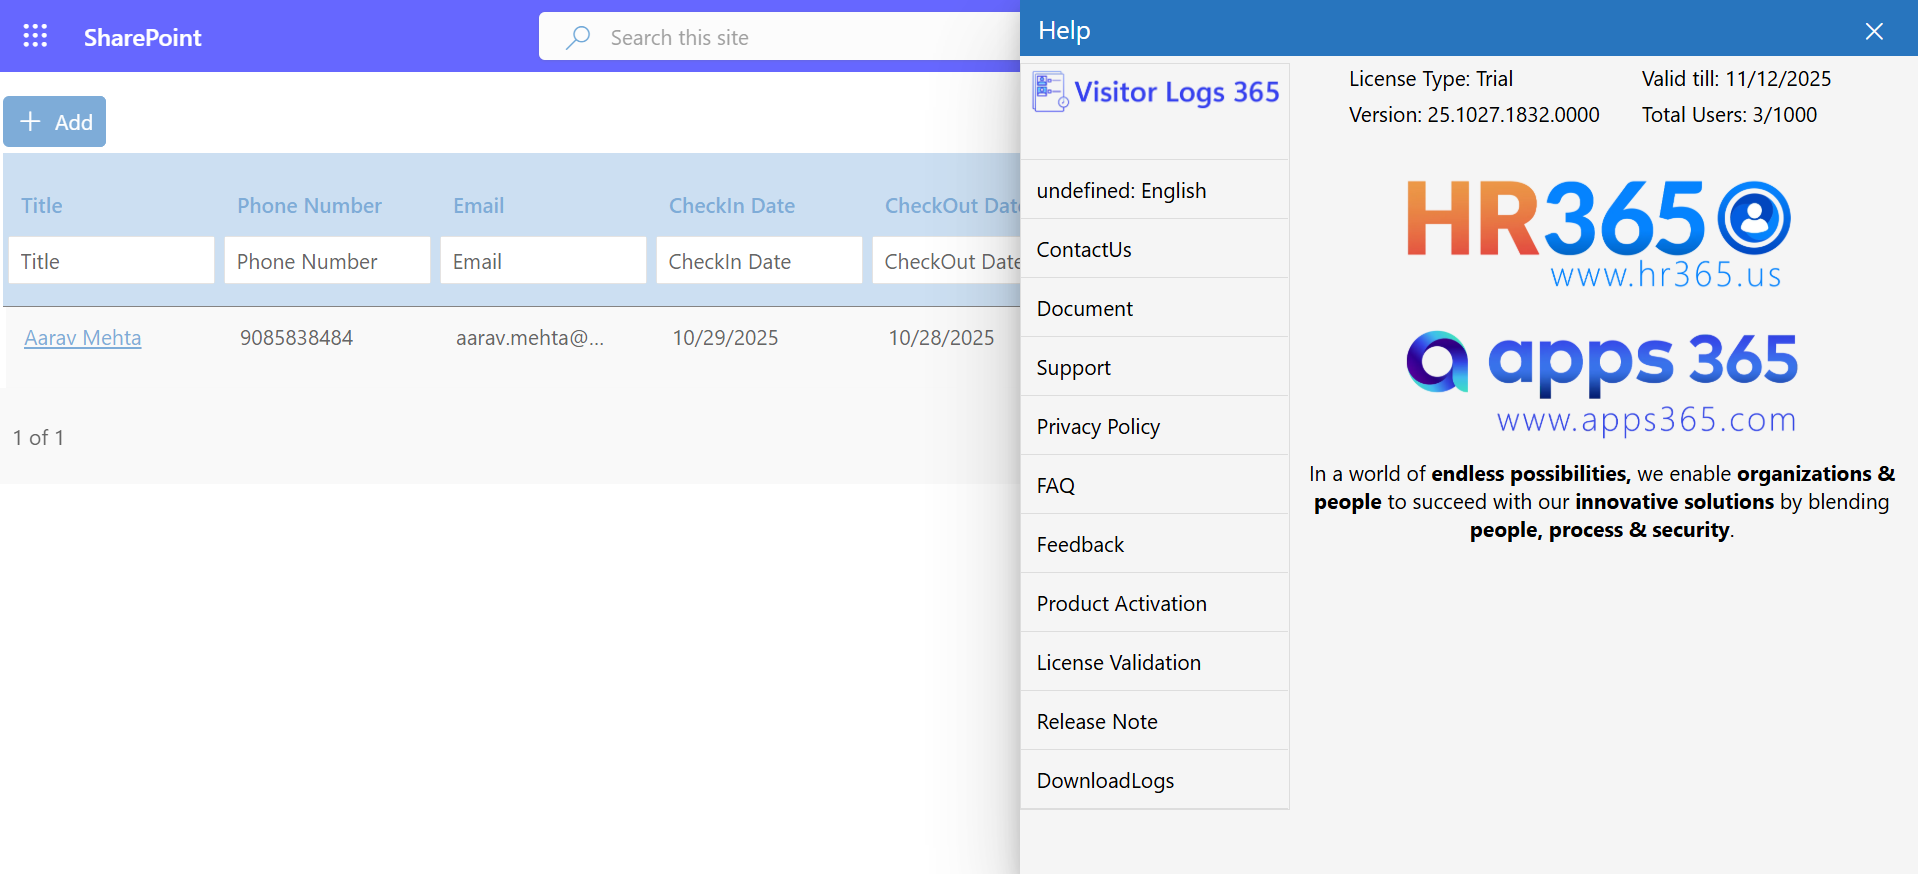 SharePoint
Search this site
Add
Title Phone Number Email CheckIn Date CheckOut Date
Title Phone Number Email CheckIn Date CheckOut Date
Aarav Mehta 9085838484 aarav.mehta@... 10/29/2025 10/28/2025
1 of 1
Help
Visitor Logs 365
undefined: English
ContactUs
Document
Support
Privacy Policy
FAQ
Feedback
Product Activation
License Validation
Release Note
DownloadLogs
License Type: Trial Valid till: 11/12/2025
Version: 25.1027.1832.0000 Total Users: 3/1000
HR365
www.hr365.us
apps 365
www.apps365.com
In a world of endless possibilities, we enable organizations &
people to succeed with our innovative solutions by blending
people, process & security.